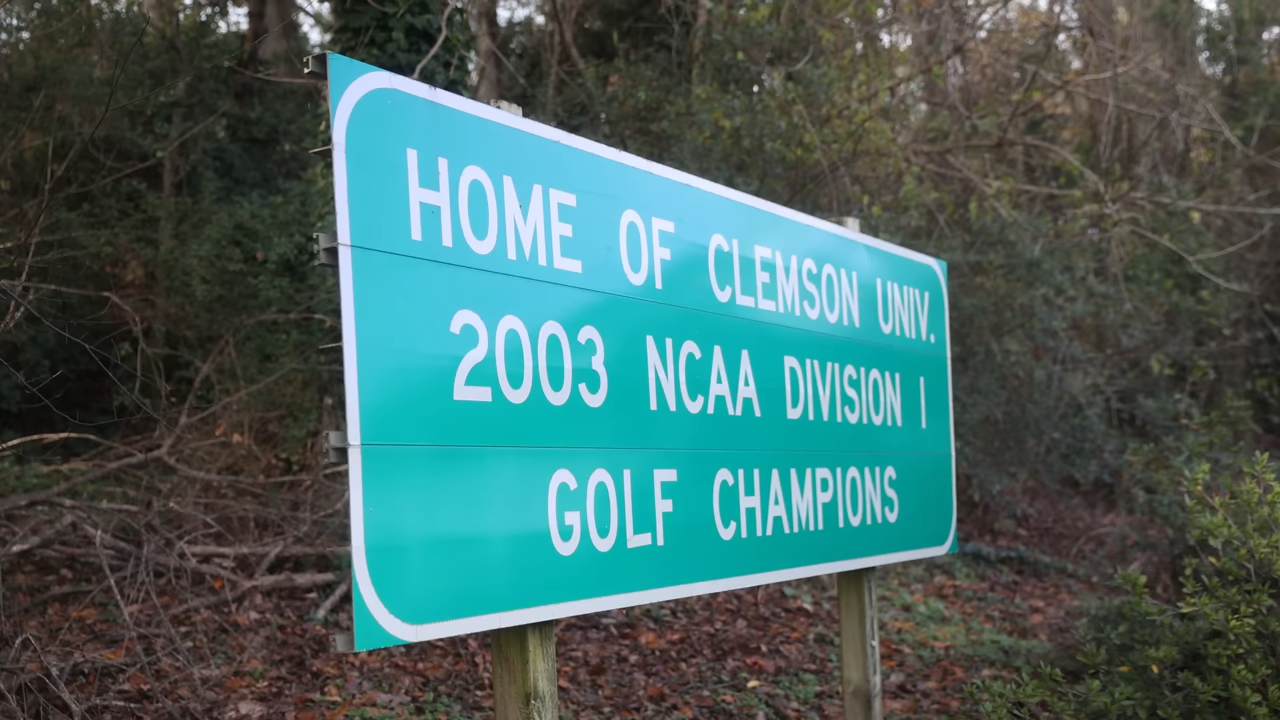 HOME OF CLEMSON UNIV.
2003 NCAA DIVISION I
GOLF CHAMPIONS